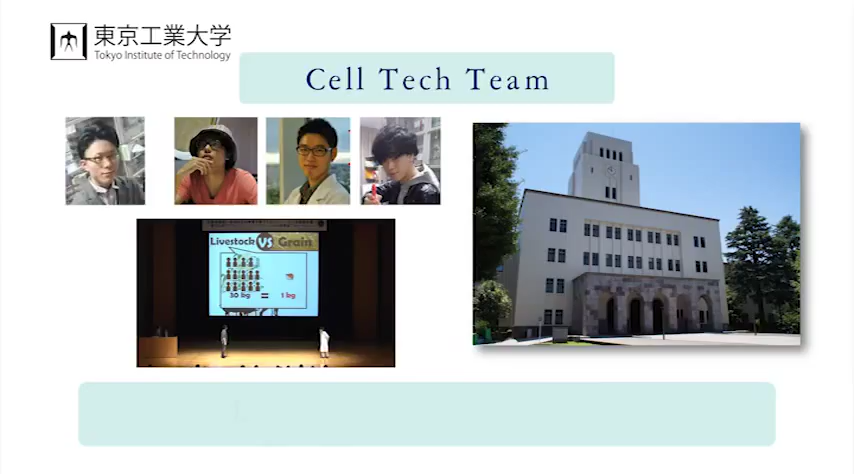 東京工業大学
Tokyo Institute of Technology
Cell Tech Team
Livestock VS Grain
30 kg = 1 kg